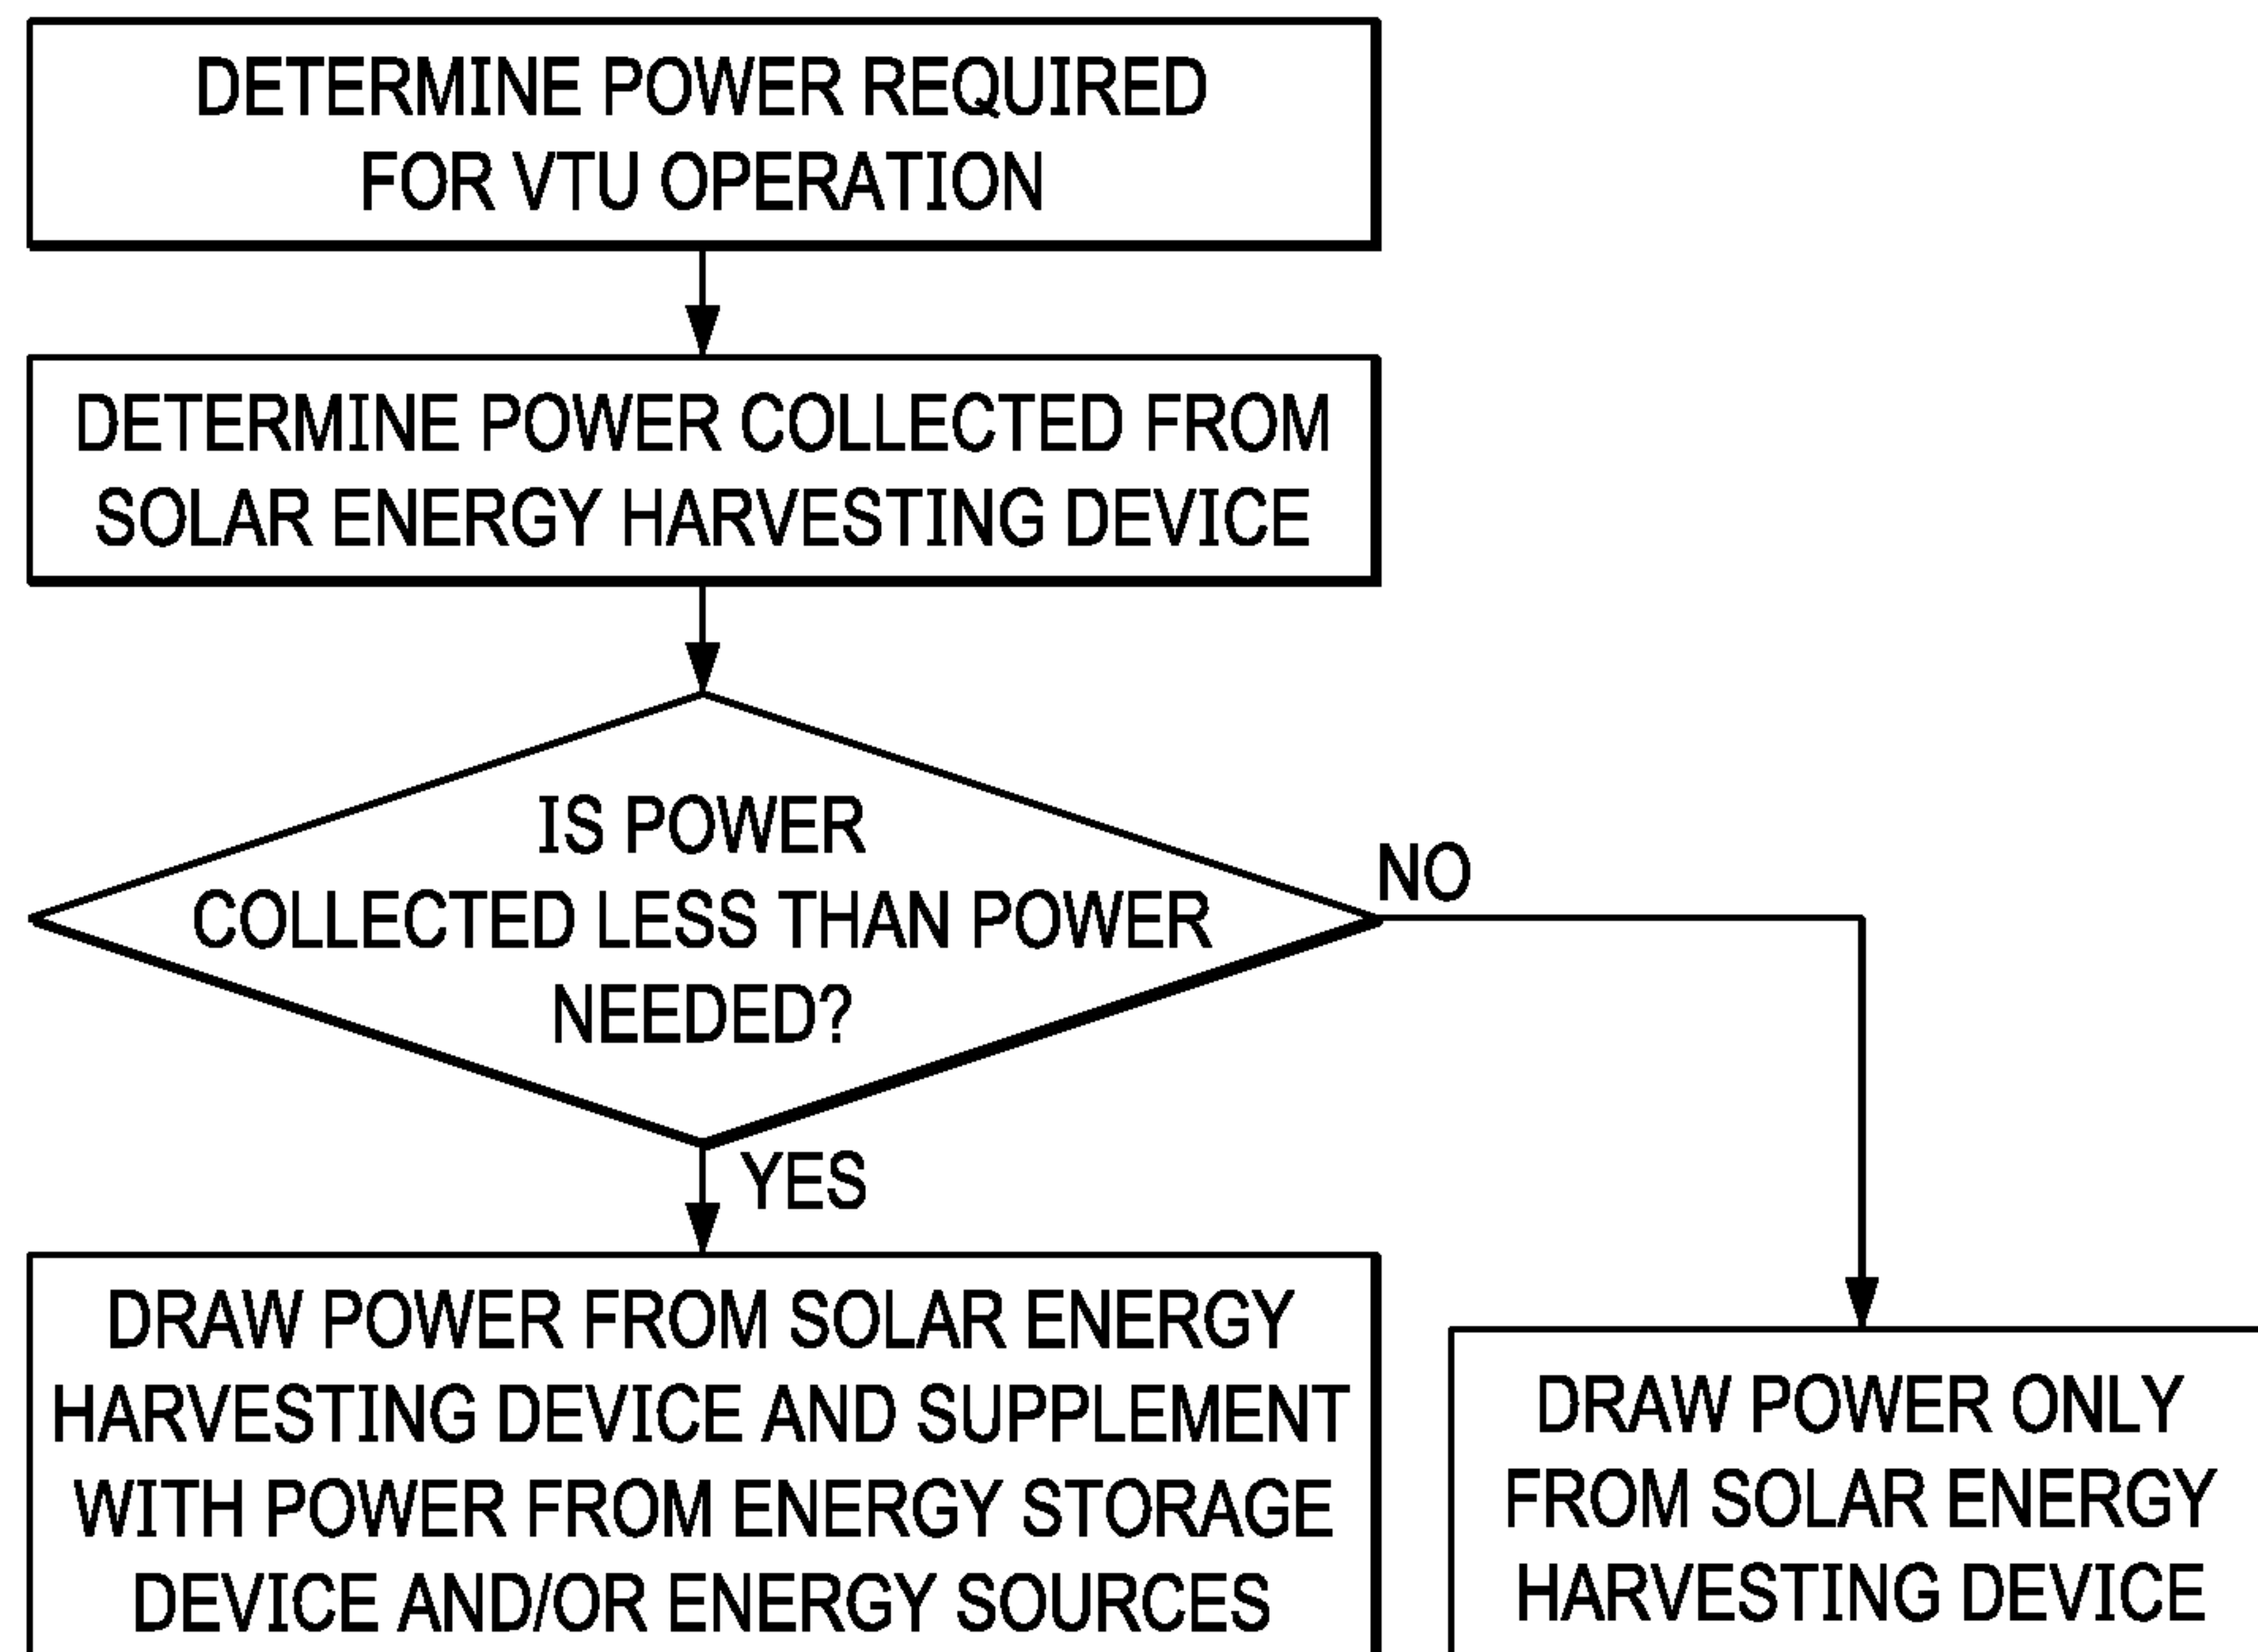 DETERMINE POWER REQUIRED
FOR VTU OPERATION
DETERMINE POWER COLLECTED FROM
SOLAR ENERGY HARVESTING DEVICE
IS POWER
COLLECTED LESS THAN POWER
NEEDED?
NO
YES
DRAW POWER FROM SOLAR ENERGY
HARVESTING DEVICE AND SUPPLEMENT
WITH POWER FROM ENERGY STORAGE
DEVICE AND/OR ENERGY SOURCES
DRAW POWER ONLY
FROM SOLAR ENERGY
HARVESTING DEVICE